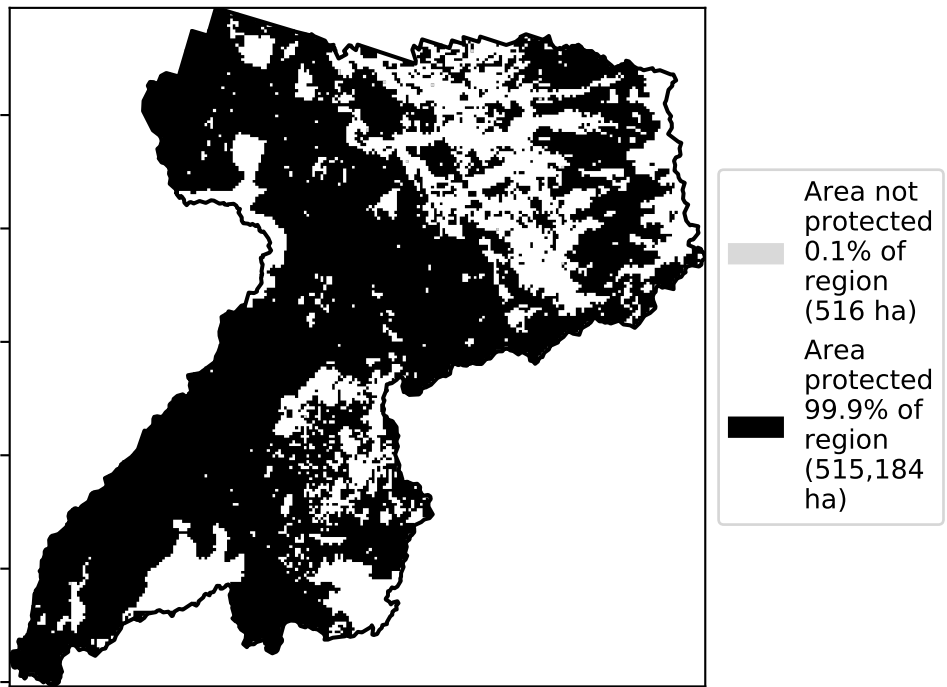 Area not
protected
0.1% of
region
(516 ha)
Area
protected
99.9% of
region
(515,184
ha)